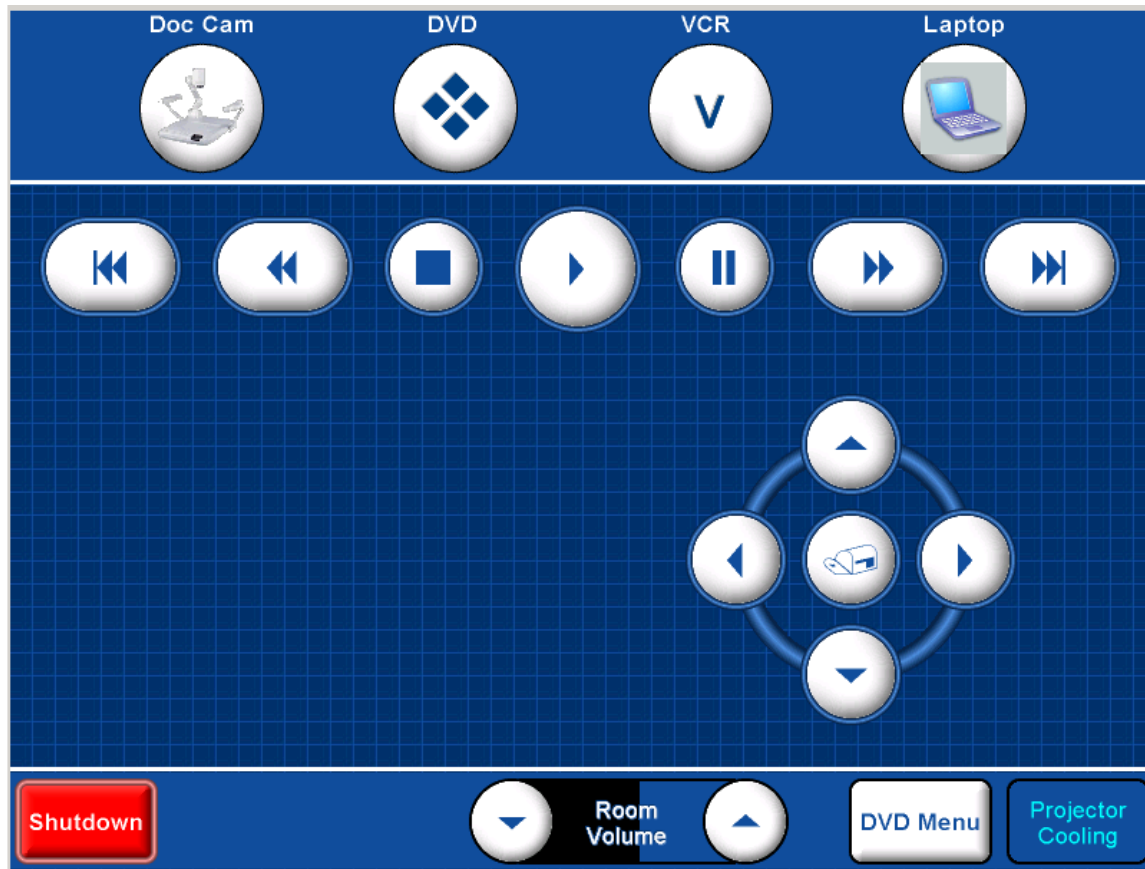 Doc Cam
DVD
VCR
Laptop
V
Shutdown
Room
Volume
DVD Menu
Projector
Cooling